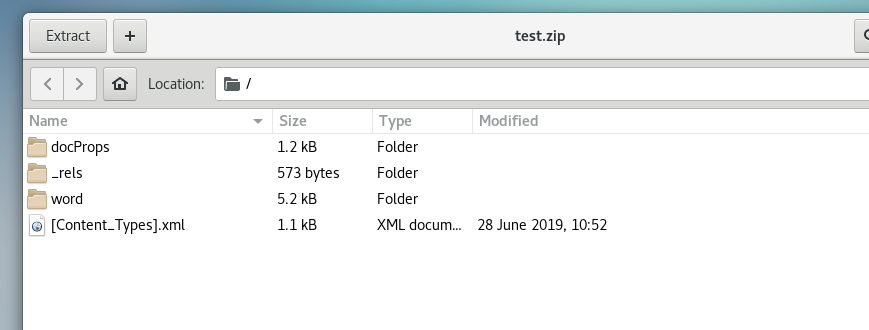 Extract + test.zip
Location: /
Name Size Type Modified
docProps 1.2 kB Folder
_rels 573 bytes Folder
word 5.2 kB Folder
[Content_Types].xml 1.1 kB XML docum... 28 June 2019, 10:52